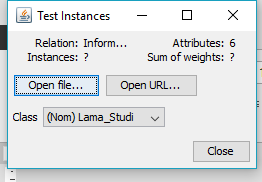 Test Instances
Relation: Inform... Attributes: 6
Instances: ? Sum of weights: ?
Open file... Open URL...
Class (Nom) Lama_Studi
Close